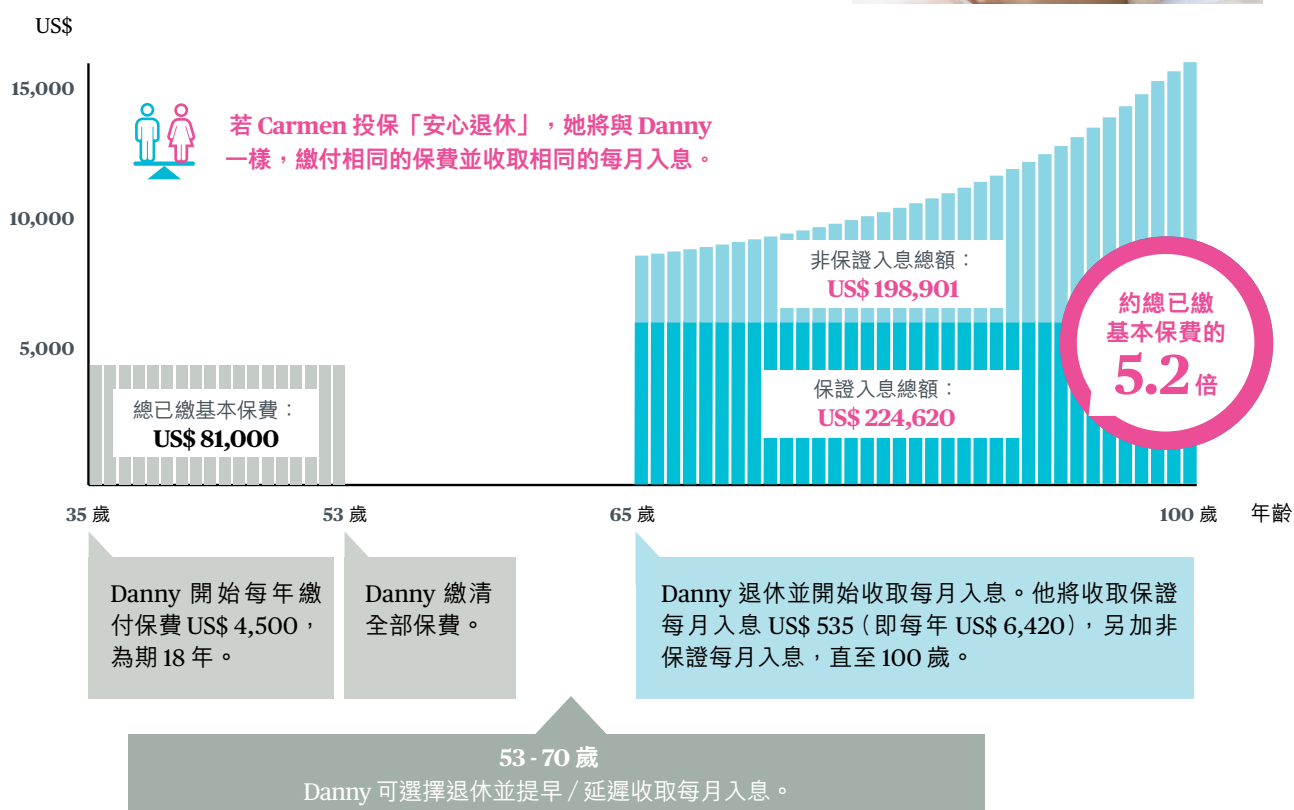 US$
15,000
10,000
5,000
若 Carmen 投保「安心退休」，她將與 Danny
一樣，繳付相同的保費並收取相同的每月入息。
非保證入息總額：
US$ 198,901
保證入息總額：
US$ 224,620
約總已繳
基本保費的
5.2 倍
總已繳基本保費：
US$ 81,000
35 歲
53 歲
65 歲
100 歲
年齡
Danny 開始每年繳
付保費 US$ 4,500，
為期 18 年。
Danny 繳清
全部保費。
Danny 退休並開始收取每月入息。他將收取保證
每月入息 US$ 535（即每年 US$ 6,420），另加非
保證每月入息，直至 100 歲。
53 - 70 歲
Danny 可選擇退休並提早 / 延遲收取每月入息。